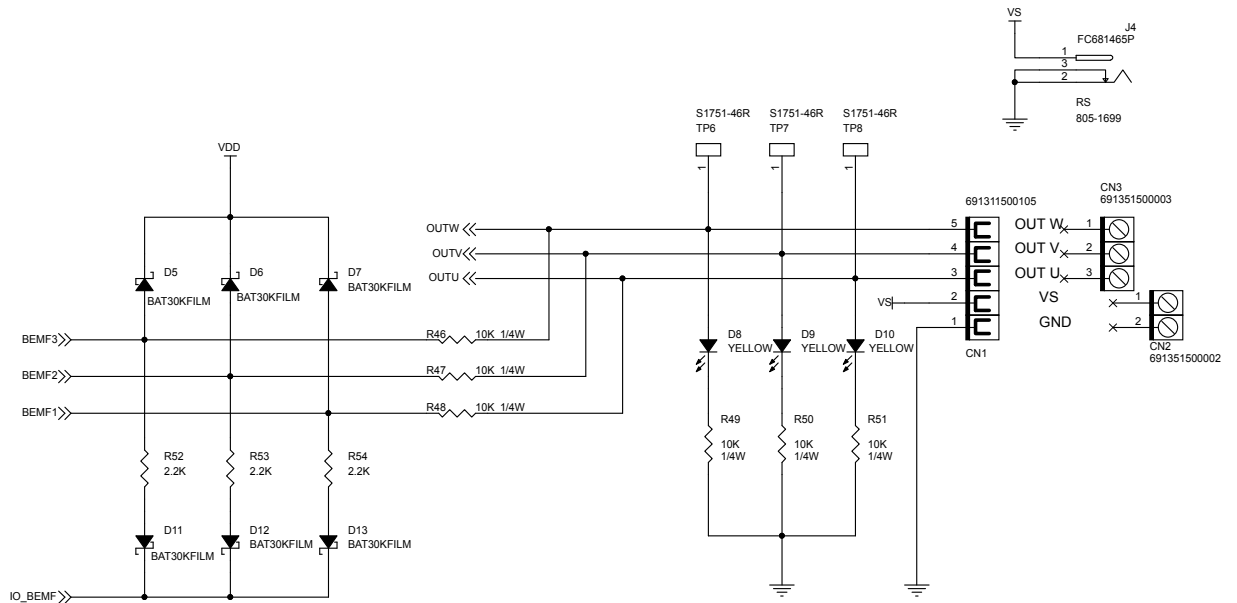 VS
J4
FC681465P
1
3
2
RS
805-1699
S1751-46R
TP6
S1751-46R
TP7
S1751-46R
TP8
1
1
1
VDD
D5
BAT30KFILM
D6
BAT30KFILM
D7
BAT30KFILM
OUTW
OUTV
OUTU
691311500105
5
4
3
VS
2
1
CN1
OUT W
OUT V
OUT U
VS
GND
CN3
691351500003
1
2
3
1
2
CN2
691351500002
BEMF3
BEMF2
BEMF1
R46
10K 1/4W
R47
10K 1/4W
R48
10K 1/4W
D8
YELLOW
D9
YELLOW
D10
YELLOW
R49
10K
1/4W
R50
10K
1/4W
R51
10K
1/4W
R52
2.2K
R53
2.2K
R54
2.2K
D11
BAT30KFILM
D12
BAT30KFILM
D13
BAT30KFILM
IO_BEMF